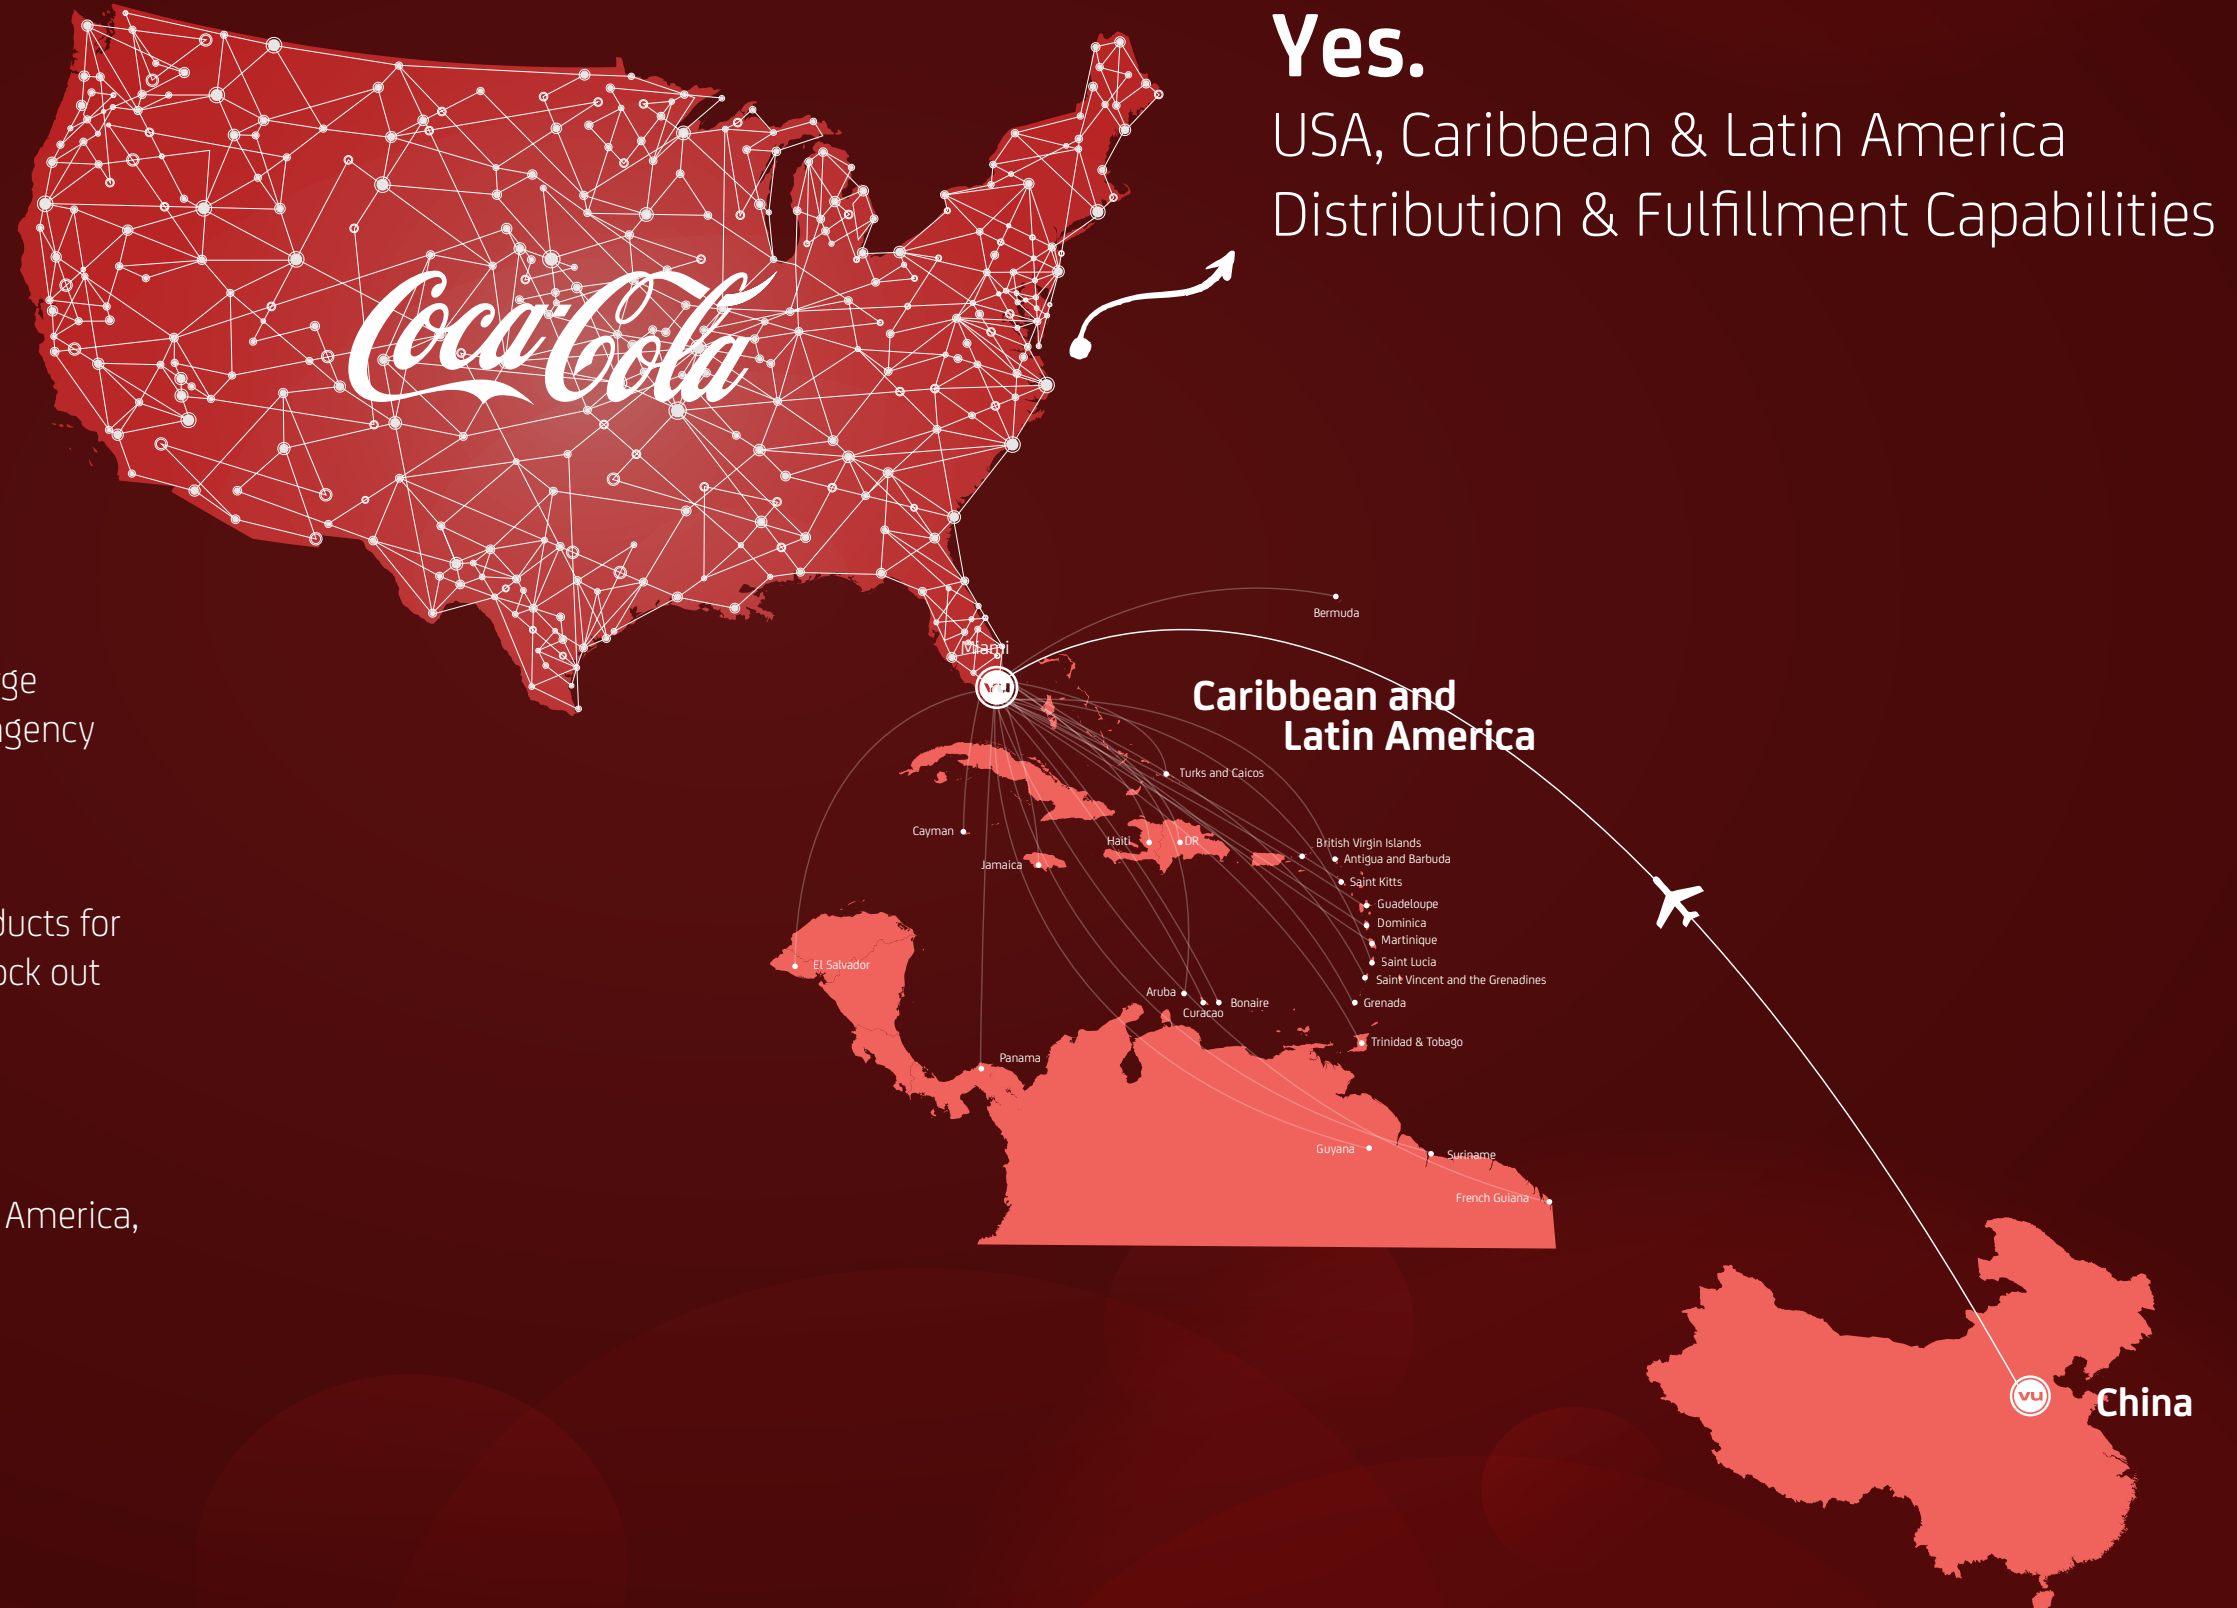 Yes.
USA, Caribbean & Latin America
Distribution & Fulfillment Capabilities
Coca-Cola
Bermuda
Miami
vu
ge
agency
Caribbean and
Latin America
Turks and Caicos
Cayman
Haiti
DR
Jamaica
British Virgin Islands
Antigua and Barbuda
Saint Kitts
Guadeloupe
Dominica
Martinique
Saint Lucia
Saint Vincent and the Grenadines
ducts for
ock out
El Salvador
Aruba
Curacao
Bonaire
Grenada
Trinidad & Tobago
Panama
Guyana
Suriname
French Guiana
America,
vu
China